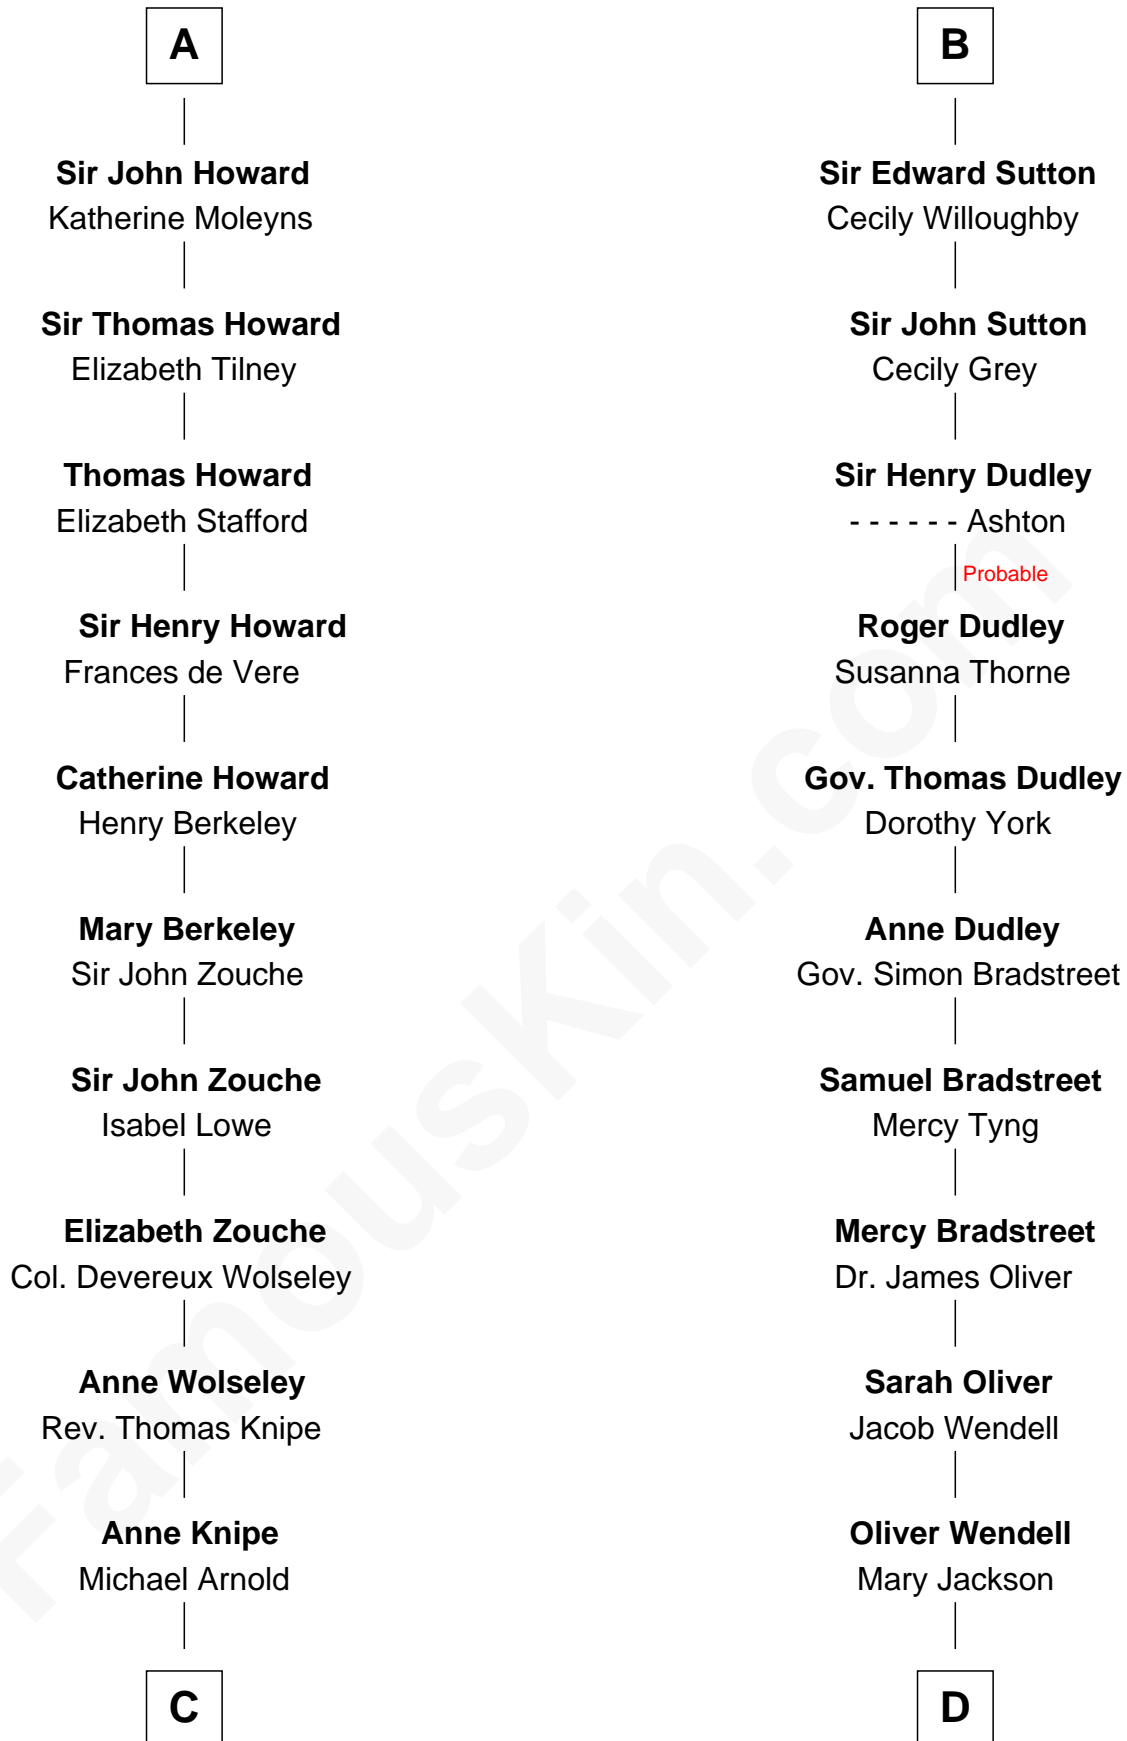 A
Sir John Howard
Katherine Moleyns
Sir Thomas Howard
Elizabeth Tilney
Thomas Howard
Elizabeth Stafford
Sir Henry Howard
Frances de Vere
Catherine Howard
Henry Berkeley
Mary Berkeley
Sir John Zouche
Sir John Zouche
Isabel Lowe
Elizabeth Zouche
Col. Devereux Wolseley
Anne Wolseley
Rev. Thomas Knipe
Anne Knipe
Michael Arnold
C
B
Sir Edward Sutton
Cecily Willoughby
Sir John Sutton
Cecily Grey
Sir Henry Dudley
- - - - - - Ashton
Probable
Roger Dudley
Susanna Thorne
Gov. Thomas Dudley
Dorothy York
Anne Dudley
Gov. Simon Bradstreet
Samuel Bradstreet
Mercy Tyng
Mercy Bradstreet
Dr. James Oliver
Sarah Oliver
Jacob Wendell
Oliver Wendell
Mary Jackson
D
FamousKin.com